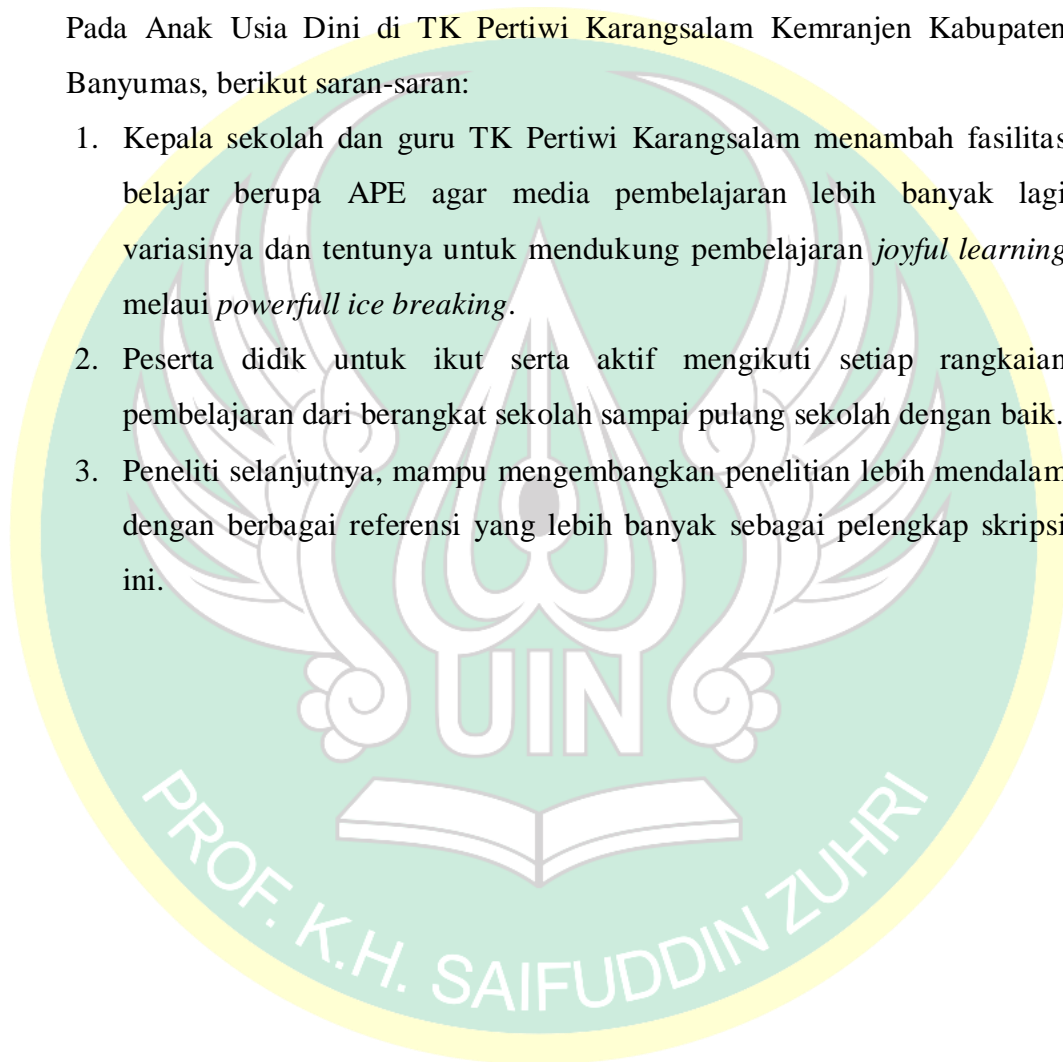 Pada Anak Usia Dini di TK Pertiwi Karangsalam Kemranjen Kabupaten
Banyumas, berikut saran-saran:
1. Kepala sekolah dan guru TK Pertiwi Karangsalam menambah fasilitas
belajar berupa APE agar media pembelajaran lebih banyak lagi
variasinya dan tentunya untuk mendukung pembelajaran joyful learning
melaui powerfull ice breaking.
2. Peserta didik untuk ikut serta aktif mengikuti setiap rangkaian
pembelajaran dari berangkat sekolah sampai pulang sekolah dengan baik.
3. Peneliti selanjutnya, mampu mengembangkan penelitian lebih mendalam
dengan berbagai referensi yang lebih banyak sebagai pelengkap skripsi
ini.
UIN
PROF. K.H. SAIFUDDIN ZUHRI